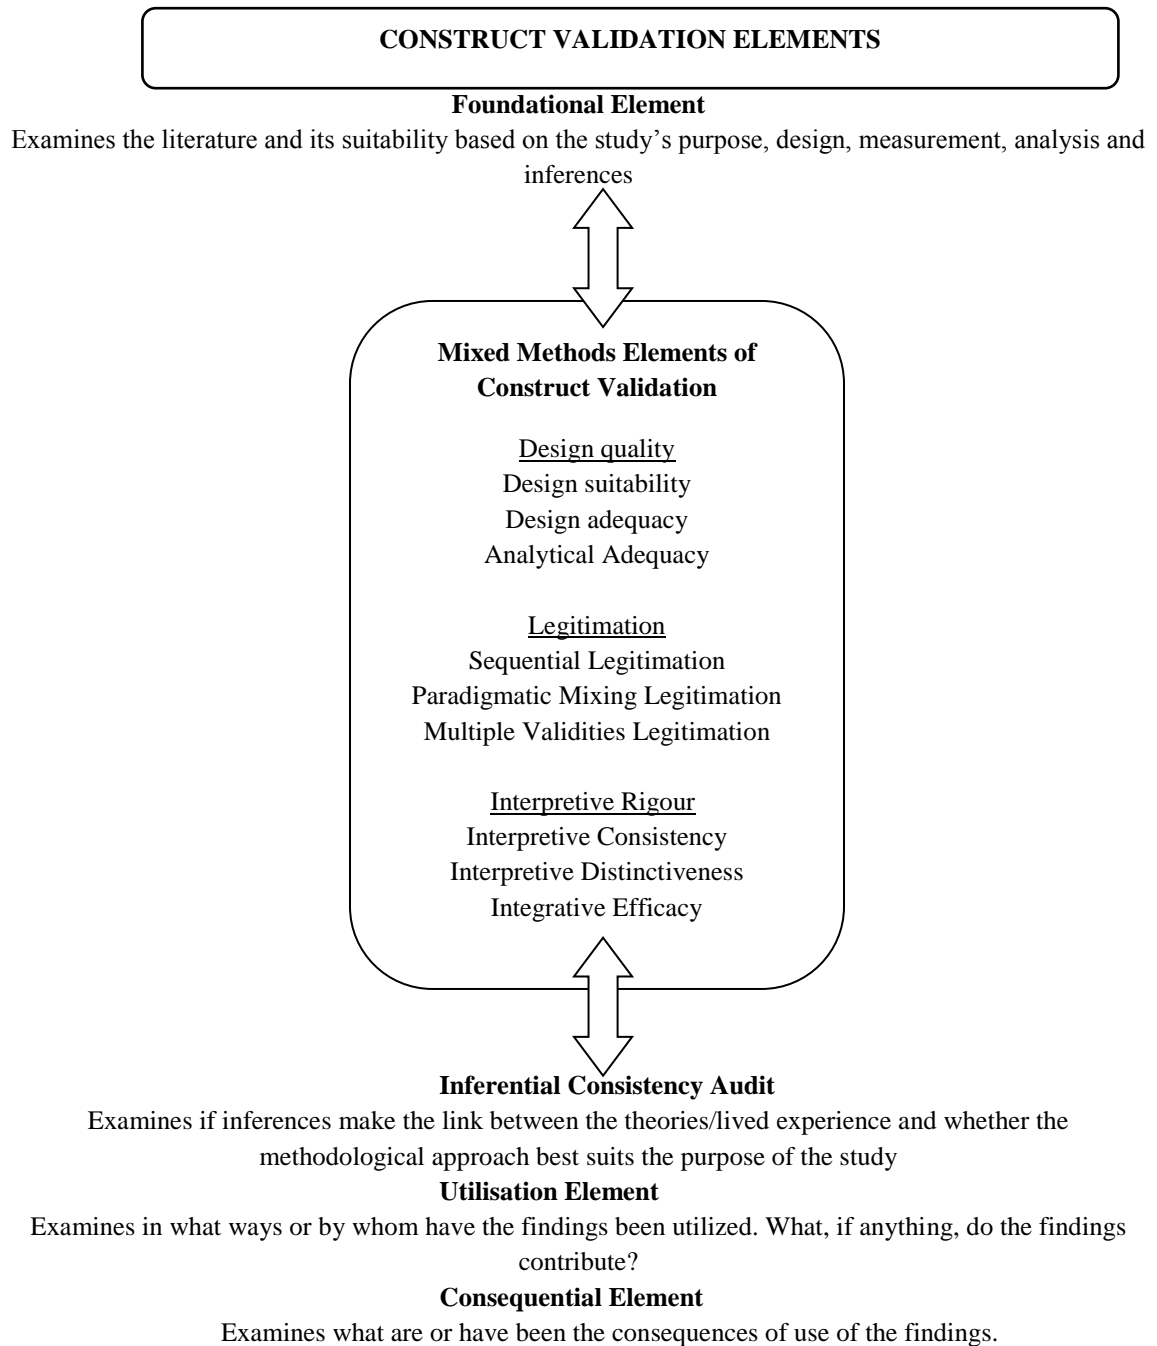 CONSTRUCT VALIDATION ELEMENTS
Foundational Element
Examines the literature and its suitability based on the study’s purpose, design, measurement, analysis and
inferences
Mixed Methods Elements of
Construct Validation
Design quality
Design suitability
Design adequacy
Analytical Adequacy
Legitimation
Sequential Legitimation
Paradigmatic Mixing Legitimation
Multiple Validities Legitimation
Interpretive Rigour
Interpretive Consistency
Interpretive Distinctiveness
Integrative Efficacy
Inferential Consistency Audit
Examines if inferences make the link between the theories/lived experience and whether the
methodological approach best suits the purpose of the study
Utilisation Element
Examines in what ways or by whom have the findings been utilized. What, if anything, do the findings
contribute?
Consequential Element
Examines what are or have been the consequences of use of the findings.